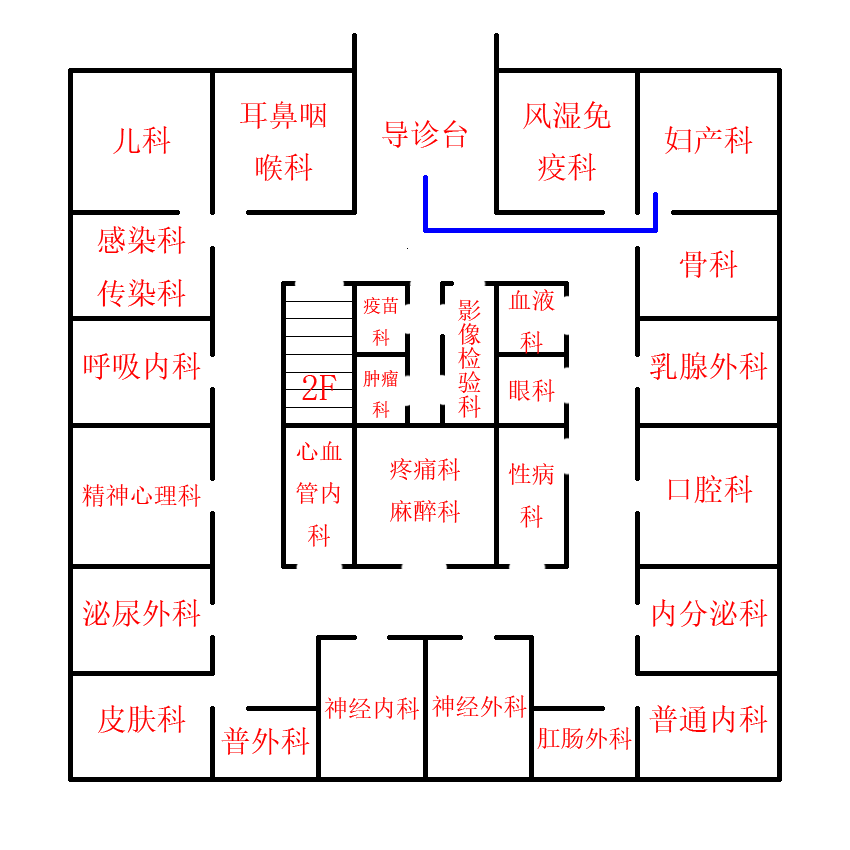 儿科
耳鼻咽
喉科
导诊台
风湿免
疫科
妇产科
感染科
传染科
骨科
疫苗
科
影像检验科
血液
科
呼吸内科
2F
肿瘤
科
眼科
乳腺外科
心血
管内
科
疼痛科
麻醉科
性病
科
精神心理科
口腔科
泌尿外科
内分泌科
皮肤科
普外科
神经内科
神经外科
肛肠外科
普通内科